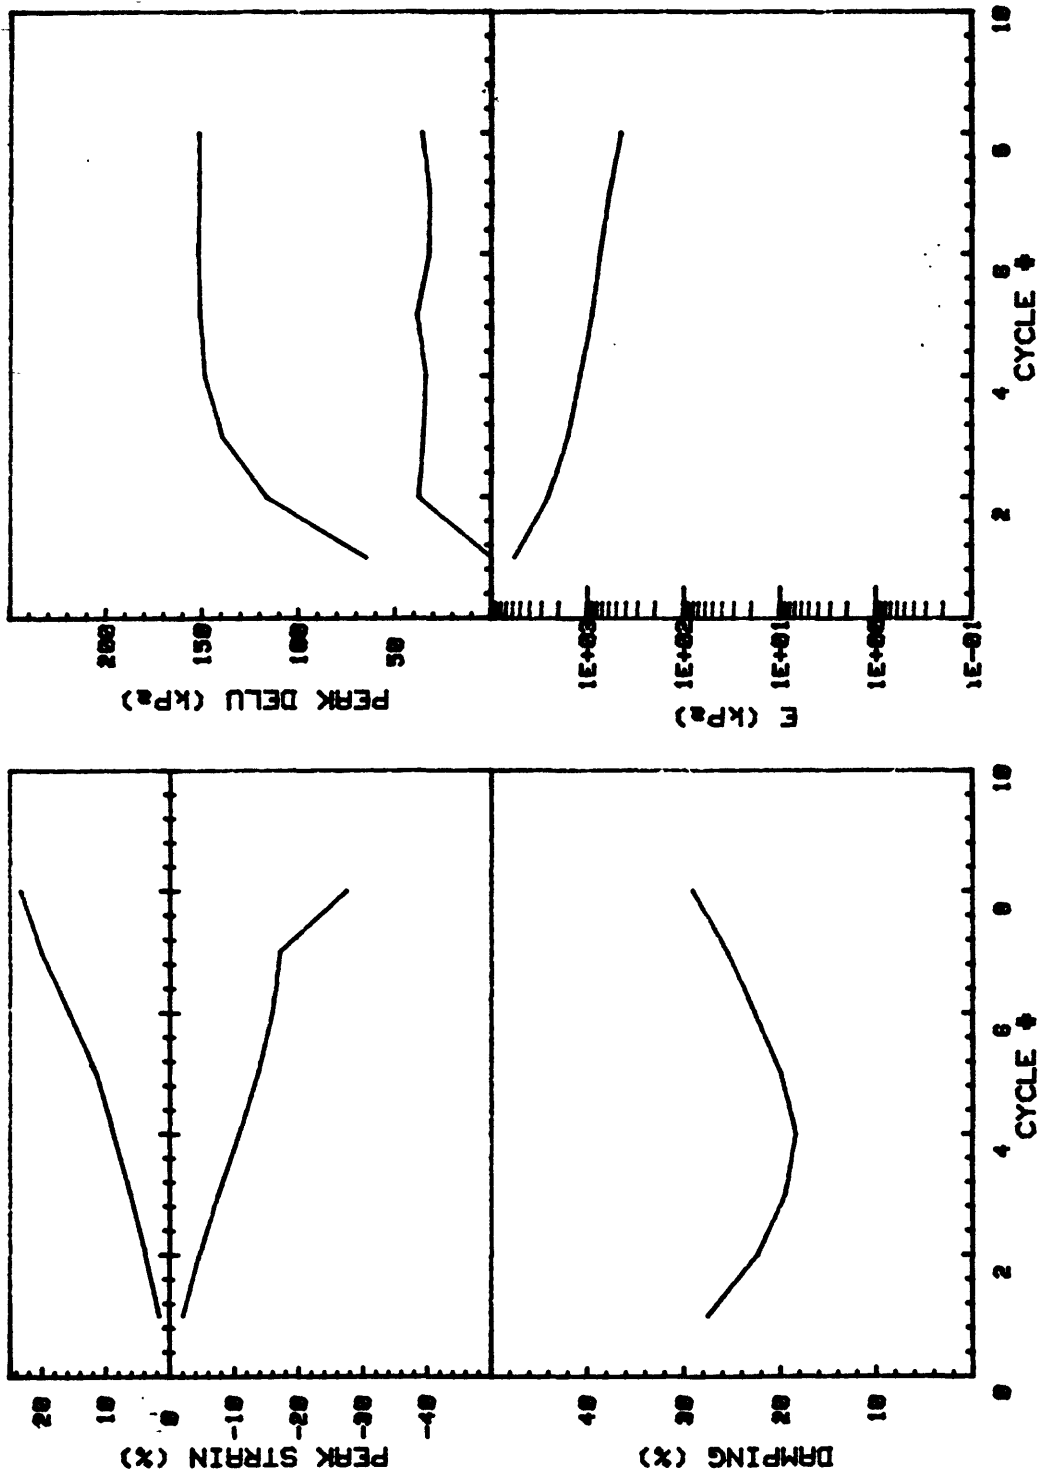 PEAK STRAIN (%)
20
10
0
-10
-20
-30
-40
DAMPING (%)
40
30
20
10
0
2
4
6
8
10
CYCLE #
PEAK DELU (kPa)
200
150
100
50
E (kPa)
1E+03
1E+02
1E+01
1E+00
1E-01
2
4
6
8
10
CYCLE #